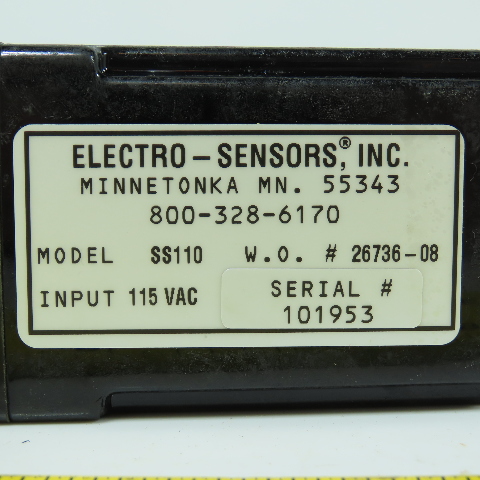 ELECTRO-SENSORS,® INC.
MINNETONKA MN. 55343
800-328-6170
MODEL SS110 W.O. # 26736-08
INPUT 115 VAC
SERIAL #
101953